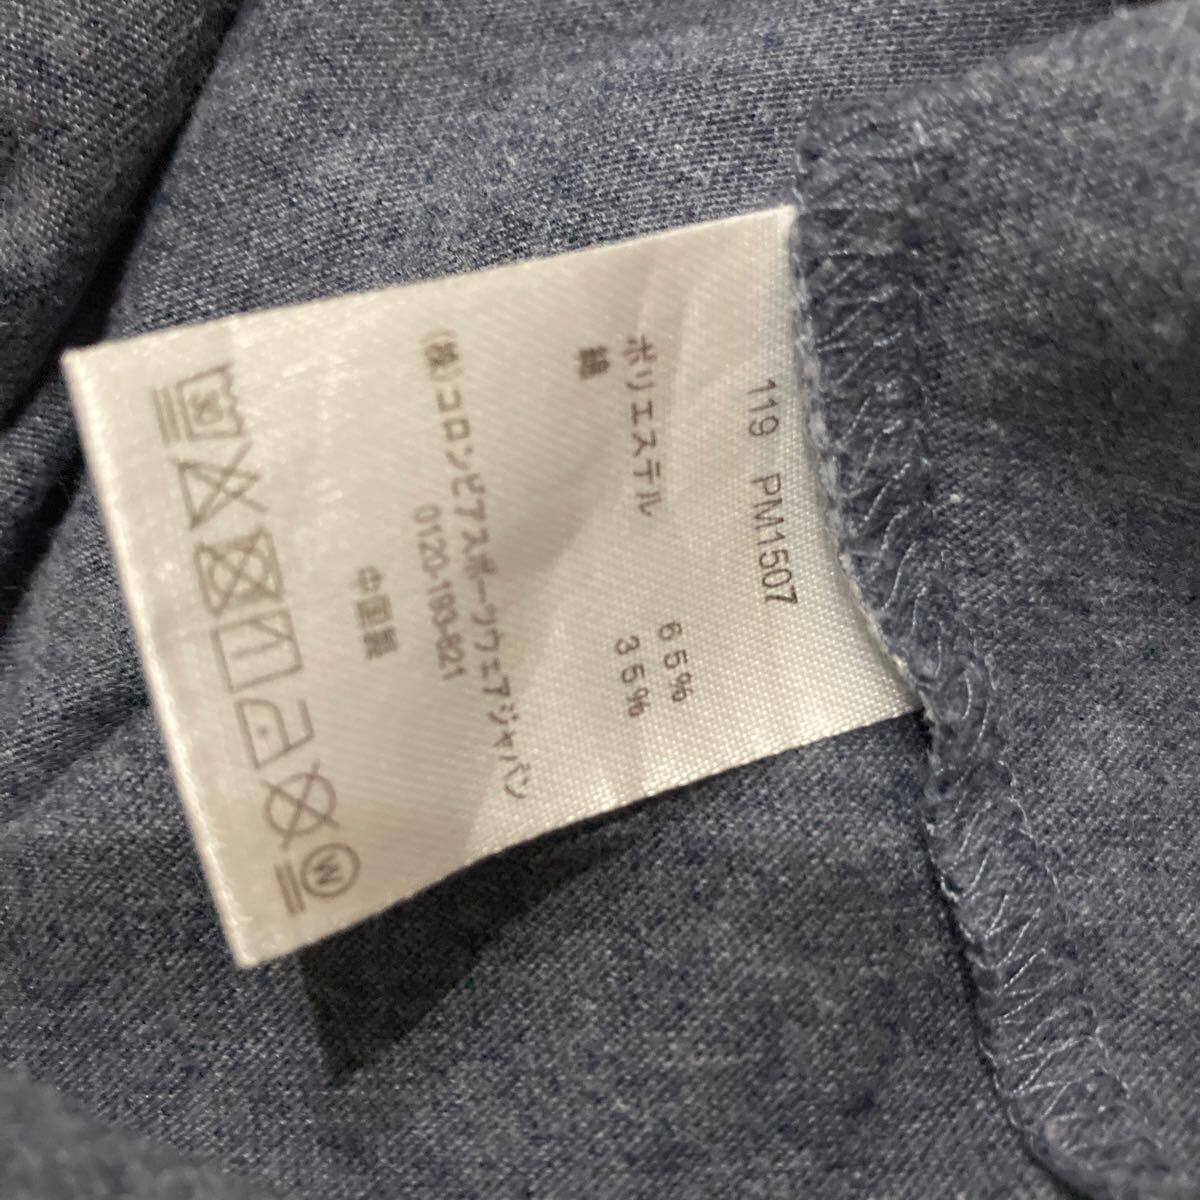 119 PM1507
ポリエステル 65%
綿 35%
(株)コロンビアスポーツウェアジャパン
0120-193-821
中国製
W